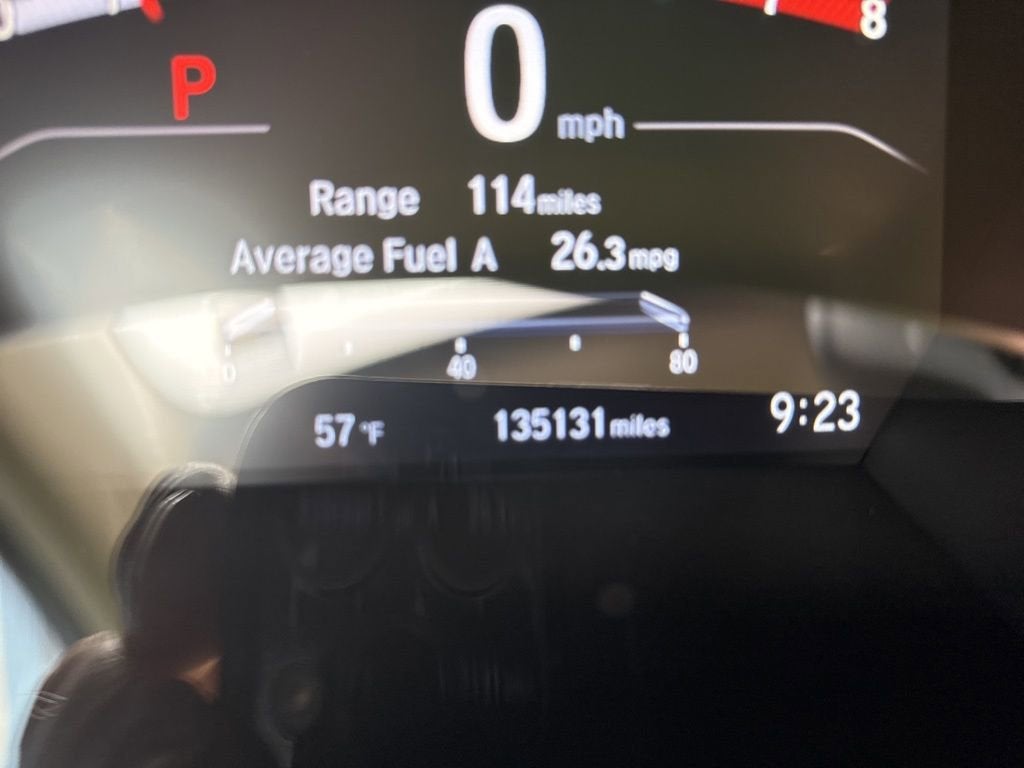 8
P
0 mph
Range 114 miles
Average Fuel A 26.3 mpg
0 40 80
57 °F 135131 miles 9:23